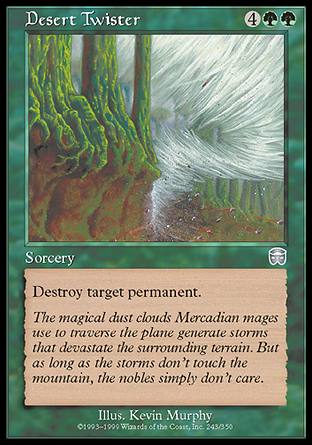 Desert Twister 4
Sorcery
Destroy target permanent.
The magical dust clouds Mercadian mages
use to traverse the plane generate storms
that devastate the surrounding terrain. But
as long as the storms don't touch the
mountain, the nobles simply don't care.
Illus. Kevin Murphy
©1993–1999 Wizards of the Coast, Inc. 243/350